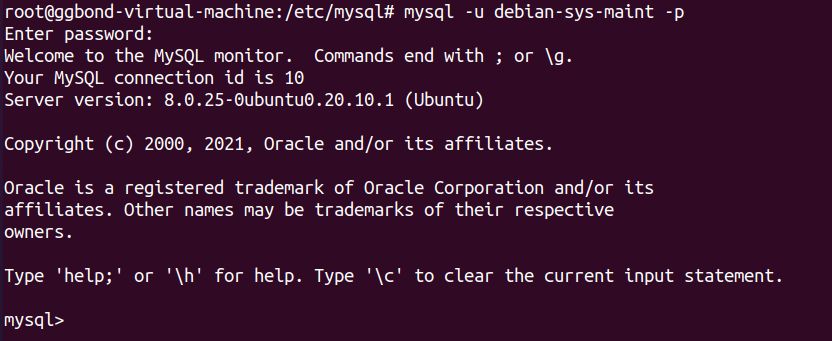 root@ggbond-virtual-machine:/etc/mysql# mysql -u debian-sys-maint -p
Enter password:
Welcome to the MySQL monitor.  Commands end with ; or \g.
Your MySQL connection id is 10
Server version: 8.0.25-0ubuntu0.20.10.1 (Ubuntu)
Copyright (c) 2000, 2021, Oracle and/or its affiliates.
Oracle is a registered trademark of Oracle Corporation and/or its
affiliates. Other names may be trademarks of their respective
owners.
Type 'help;' or '\h' for help. Type '\c' to clear the current input statement.
mysql>